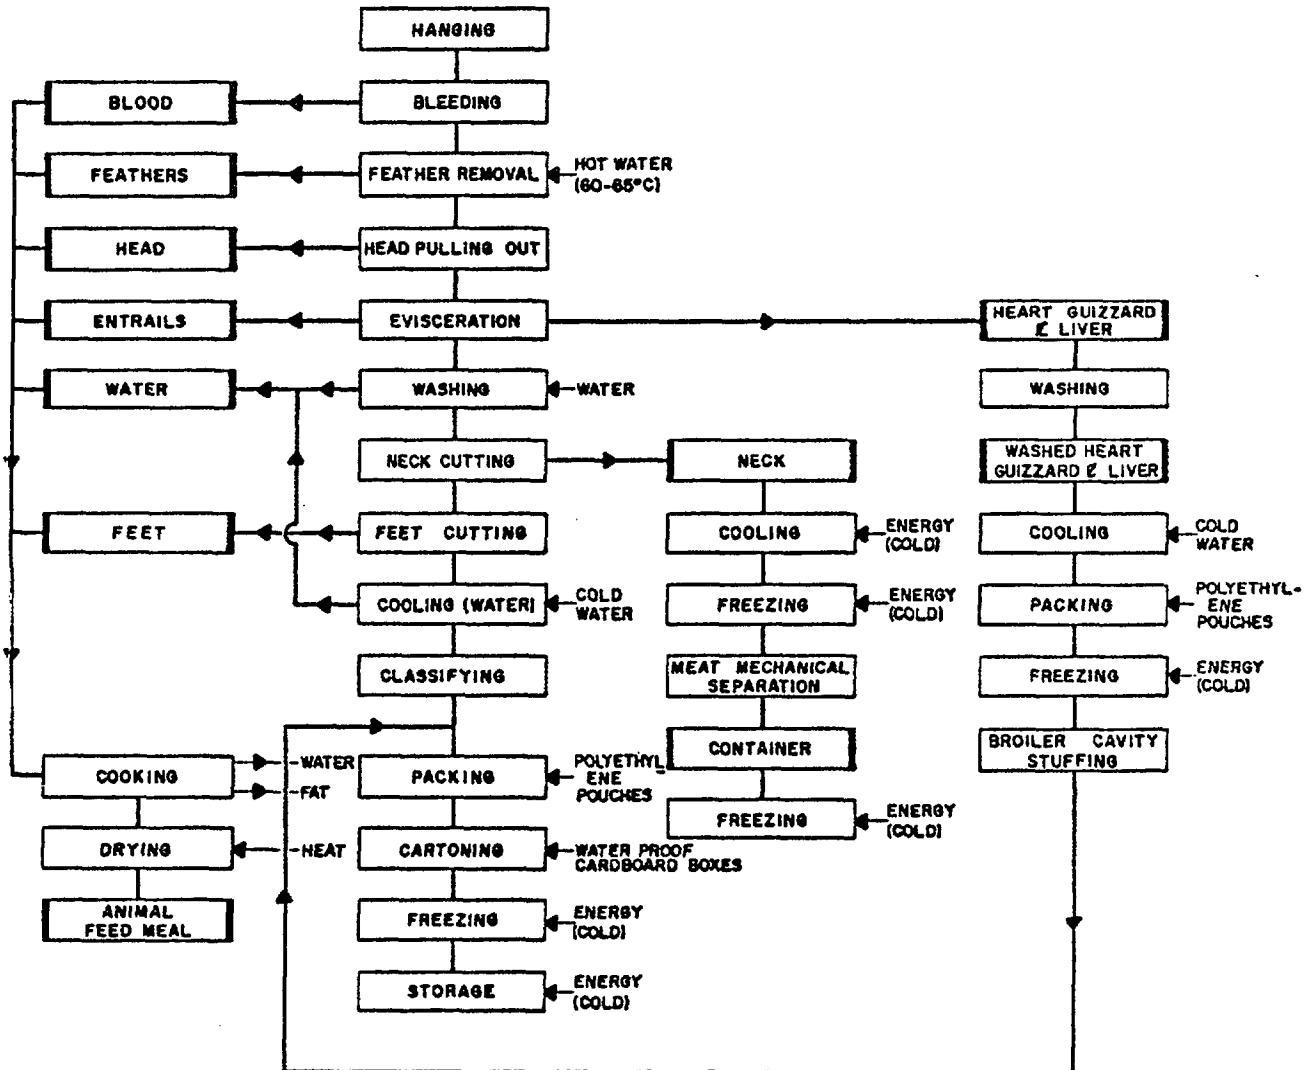 HANGING
BLOOD
BLEEDING
FEATHERS
FEATHER REMOVAL
HOT WATER
(60-65°C)
HEAD
HEAD PULLING OUT
ENTRAILS
EVISCERATION
HEART GUIZZARD
& LIVER
WATER
WASHING
WATER
WASHING
NECK CUTTING
NECK
WASHED HEART
GUIZZARD & LIVER
FEET
FEET CUTTING
COOLING
ENERGY
(COLD)
COOLING
COLD
WATER
COOLING (WATER)
COLD
WATER
FREEZING
ENERGY
(COLD)
PACKING
POLYETHYL-
ENE
POUCHES
CLASSIFYING
MEAT MECHANICAL
SEPARATION
FREEZING
ENERGY
(COLD)
COOKING
WATER
FAT
PACKING
POLYETHYL
ENE
POUCHES
CONTAINER
BROILER CAVITY
STUFFING
FREEZING
ENERGY
(COLD)
DRYING
HEAT
CARTONING
WATER PROOF
CARDBOARD BOXES
ANIMAL
FEED MEAL
FREEZING
ENERGY
(COLD)
STORAGE
ENERGY
(COLD)